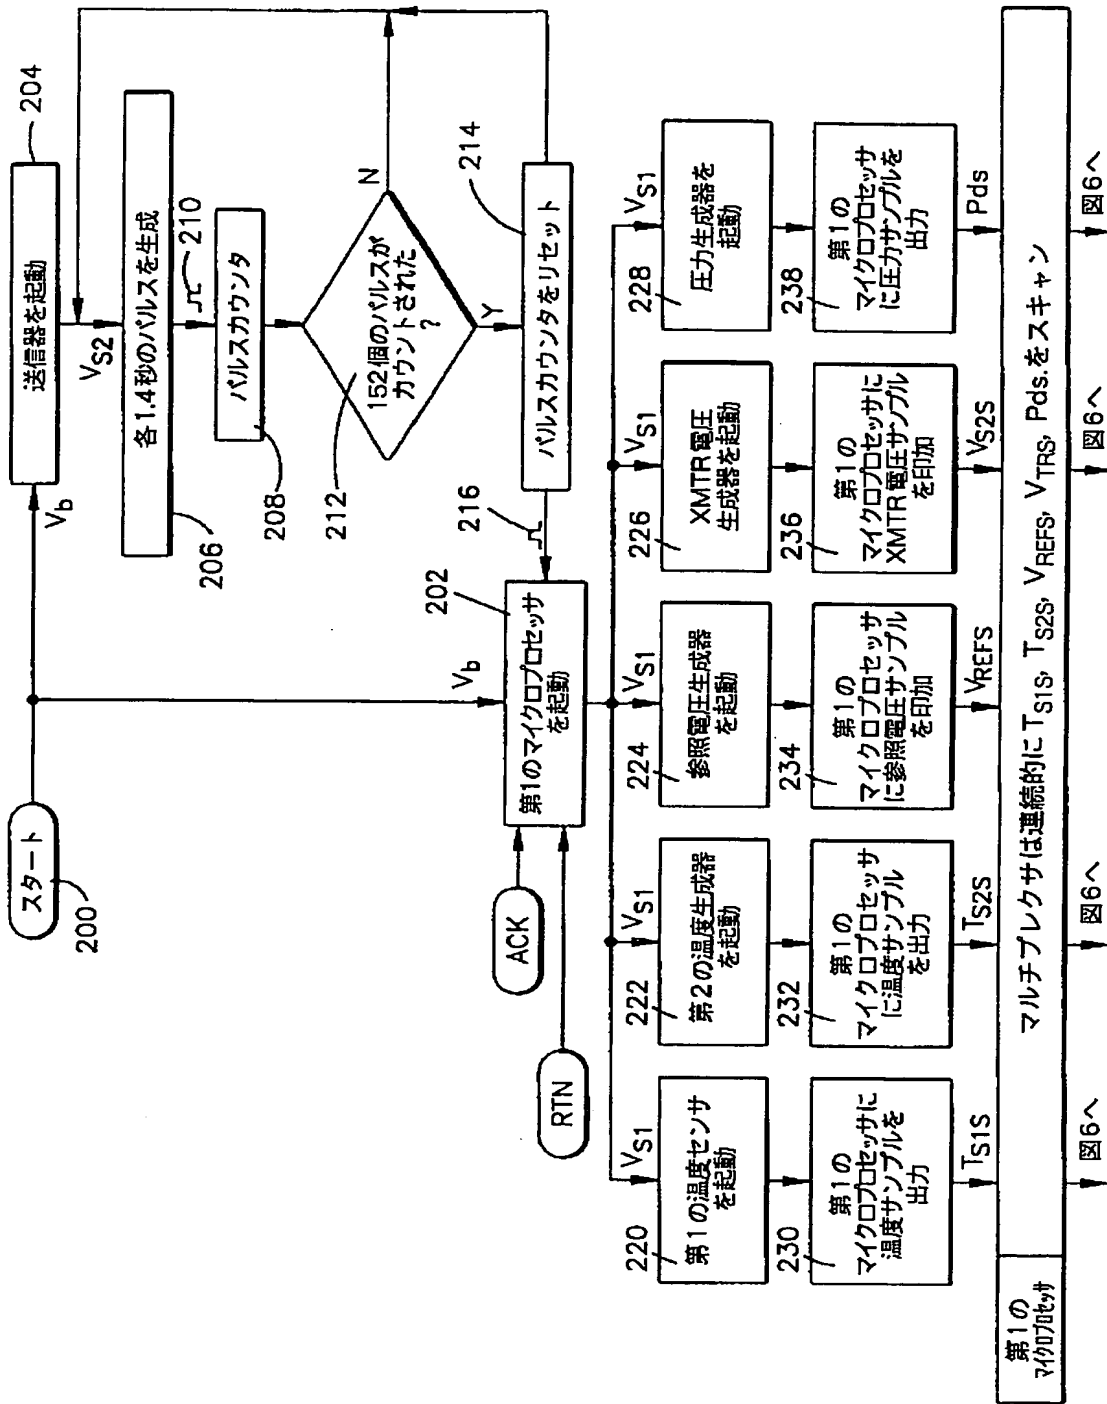 スタート
200
Vb
送信器を起動
204
VS2
各1.4秒のパルスを生成
206
210
パルスカウンタ
208
152個のパルスが
カウントされた
?
212
N
Y
パルスカウンタをリセット
214
216
Vb
第1のマイクロプロセッサ
を起動
202
ACK
RTN
VS1
220
第1の温度センサ
を起動
VS1
222
第2の温度生成器
を起動
VS1
224
参照電圧生成器
を起動
VS1
226
XMTR電圧
生成器を起動
VS1
228
圧力生成器を
起動
230
第1の
マイクロプロセッサに
温度サンプルを
出力
TS1S
232
第1の
マイクロプロセッサ
に温度サンプル
を出力
TS2S
234
第1の
マイクロプロセッサ
に参照電圧サンプル
を印加
VREFS
236
第1の
マイクロプロセッサに
XMTR電圧サンプル
を印加
VS2S
238
第1の
マイクロプロセッサ
に圧力サンプルを
出力
Pds
第1の
マイクロプロセッサ
マルチプレクサは連続的にTS1S, TS2S, VREFS, VTRS, Pds.をスキャン
図6へ
図6へ
図6へ
図6へ